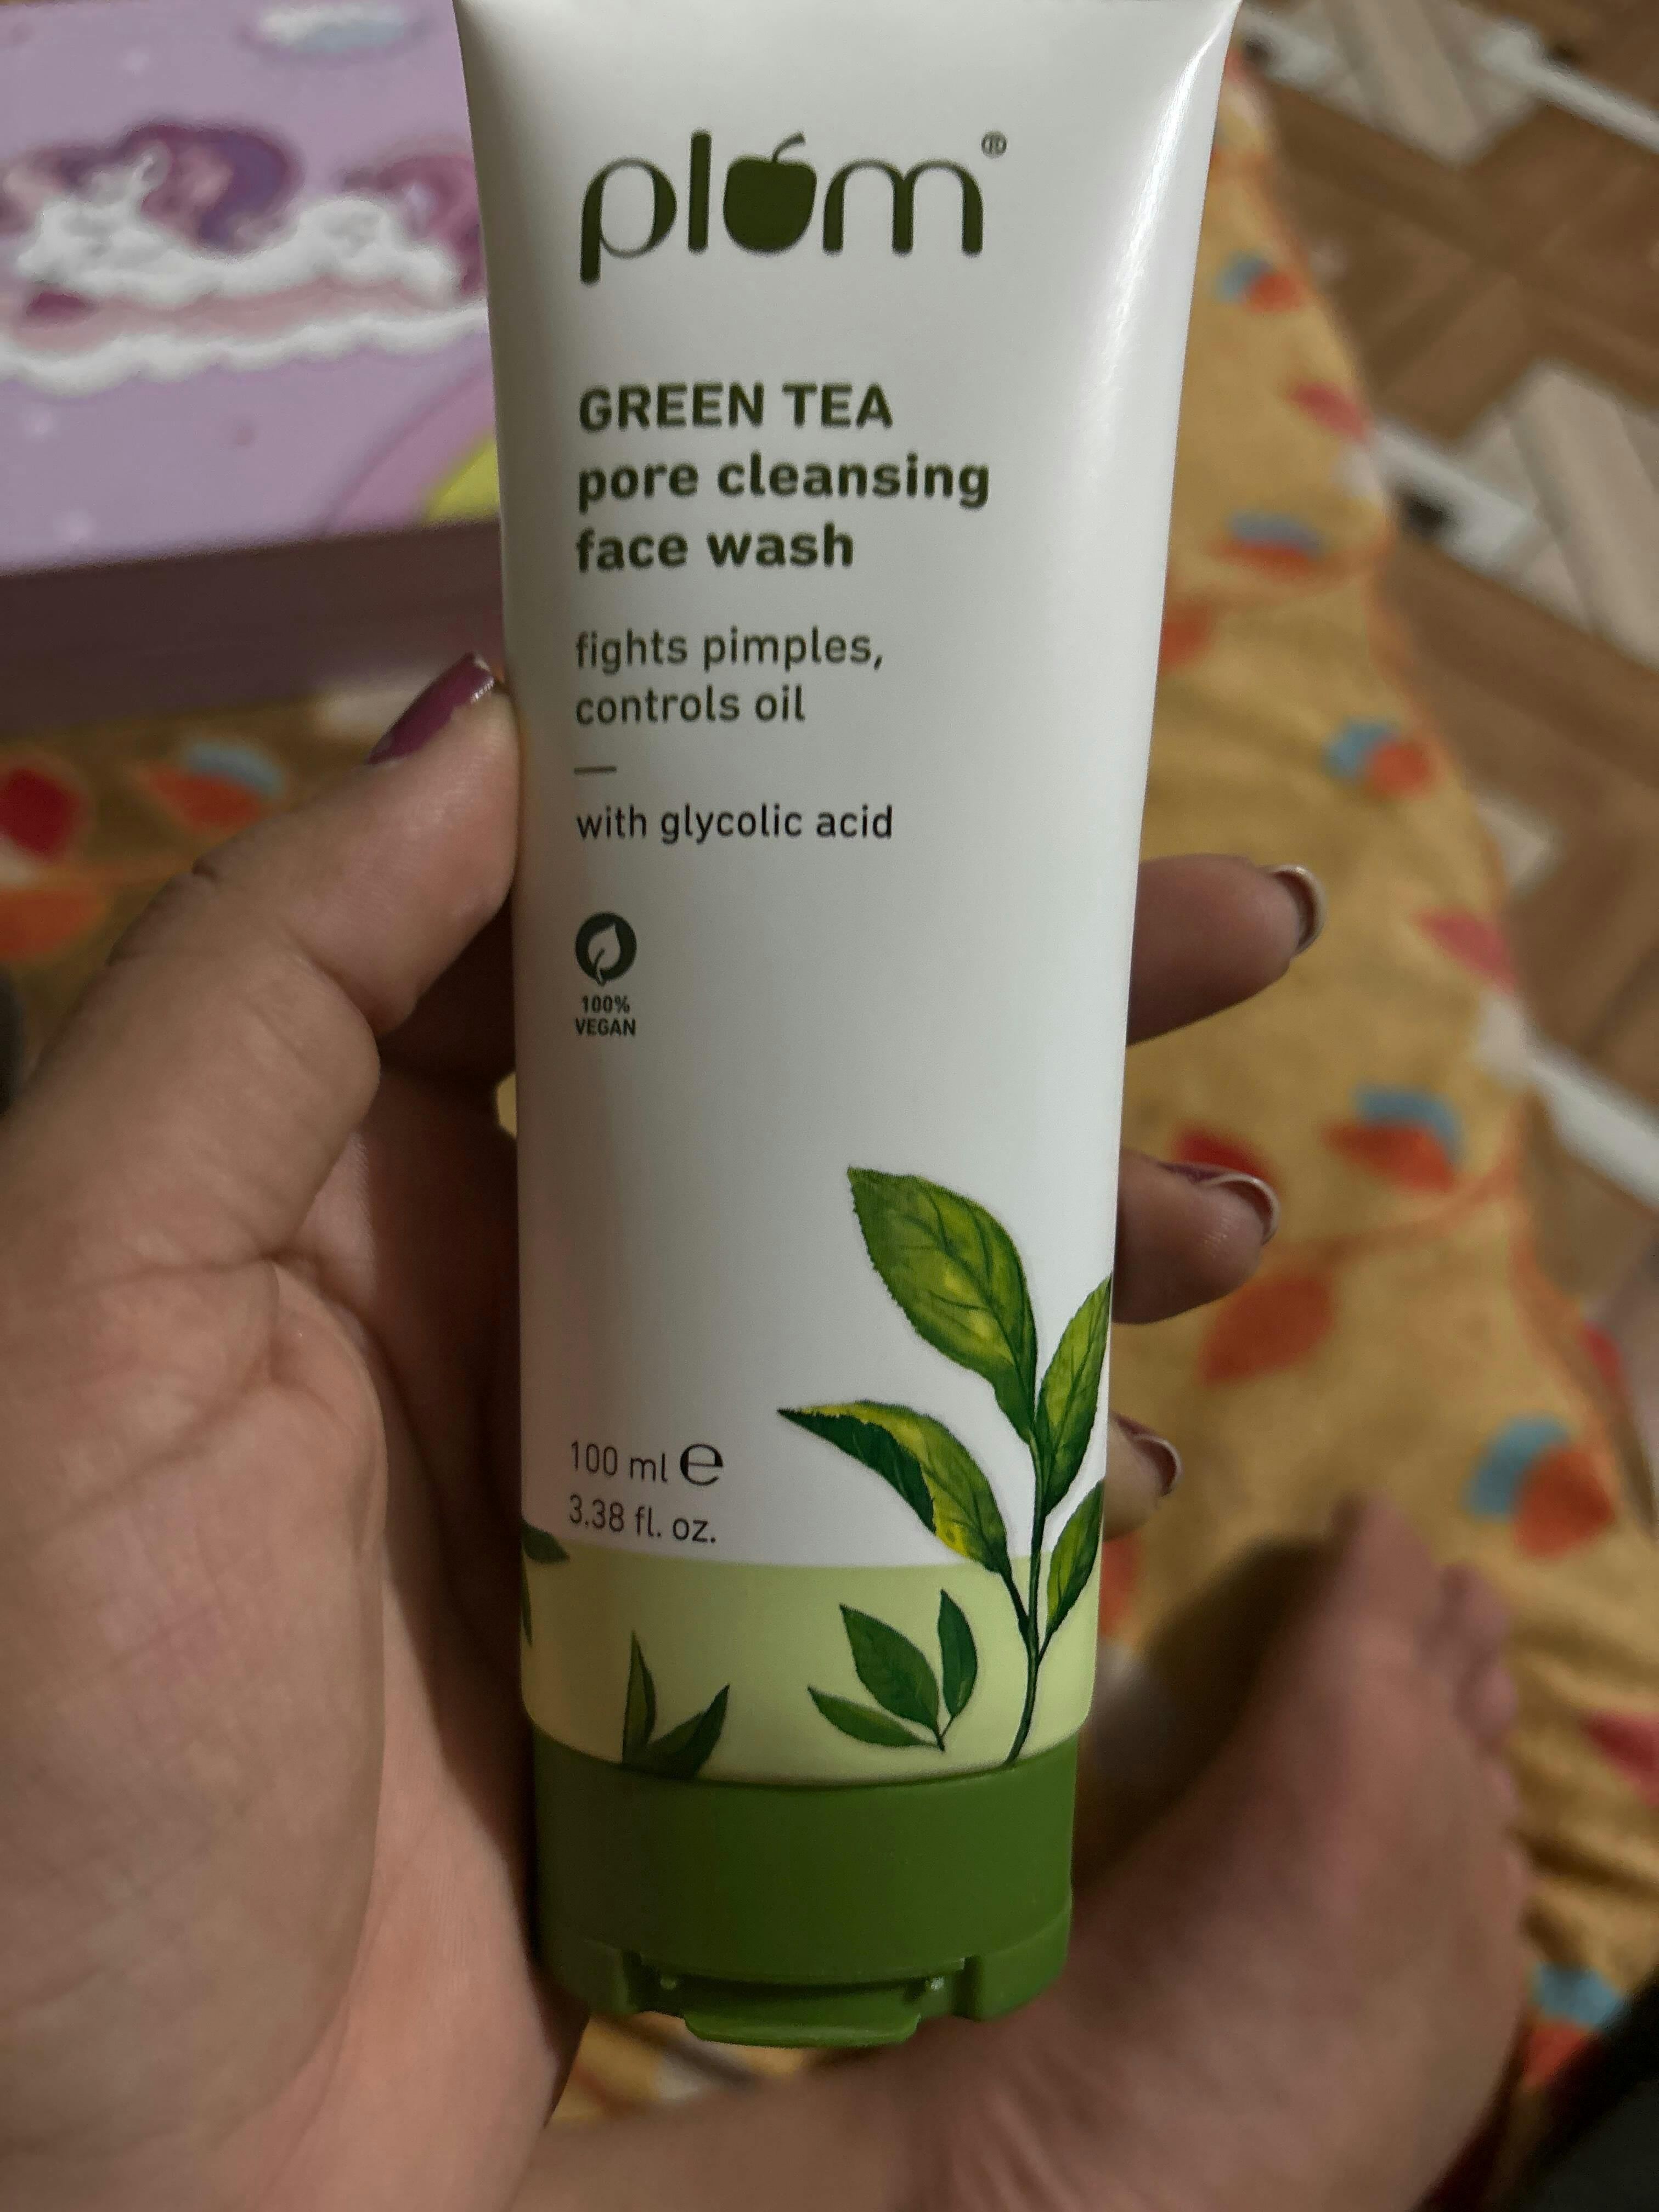 plum®
GREEN TEA
pore cleansing
face wash
fights pimples,
controls oil
with glycolic acid
100%
VEGAN
100 ml ℮
3.38 fl. oz.